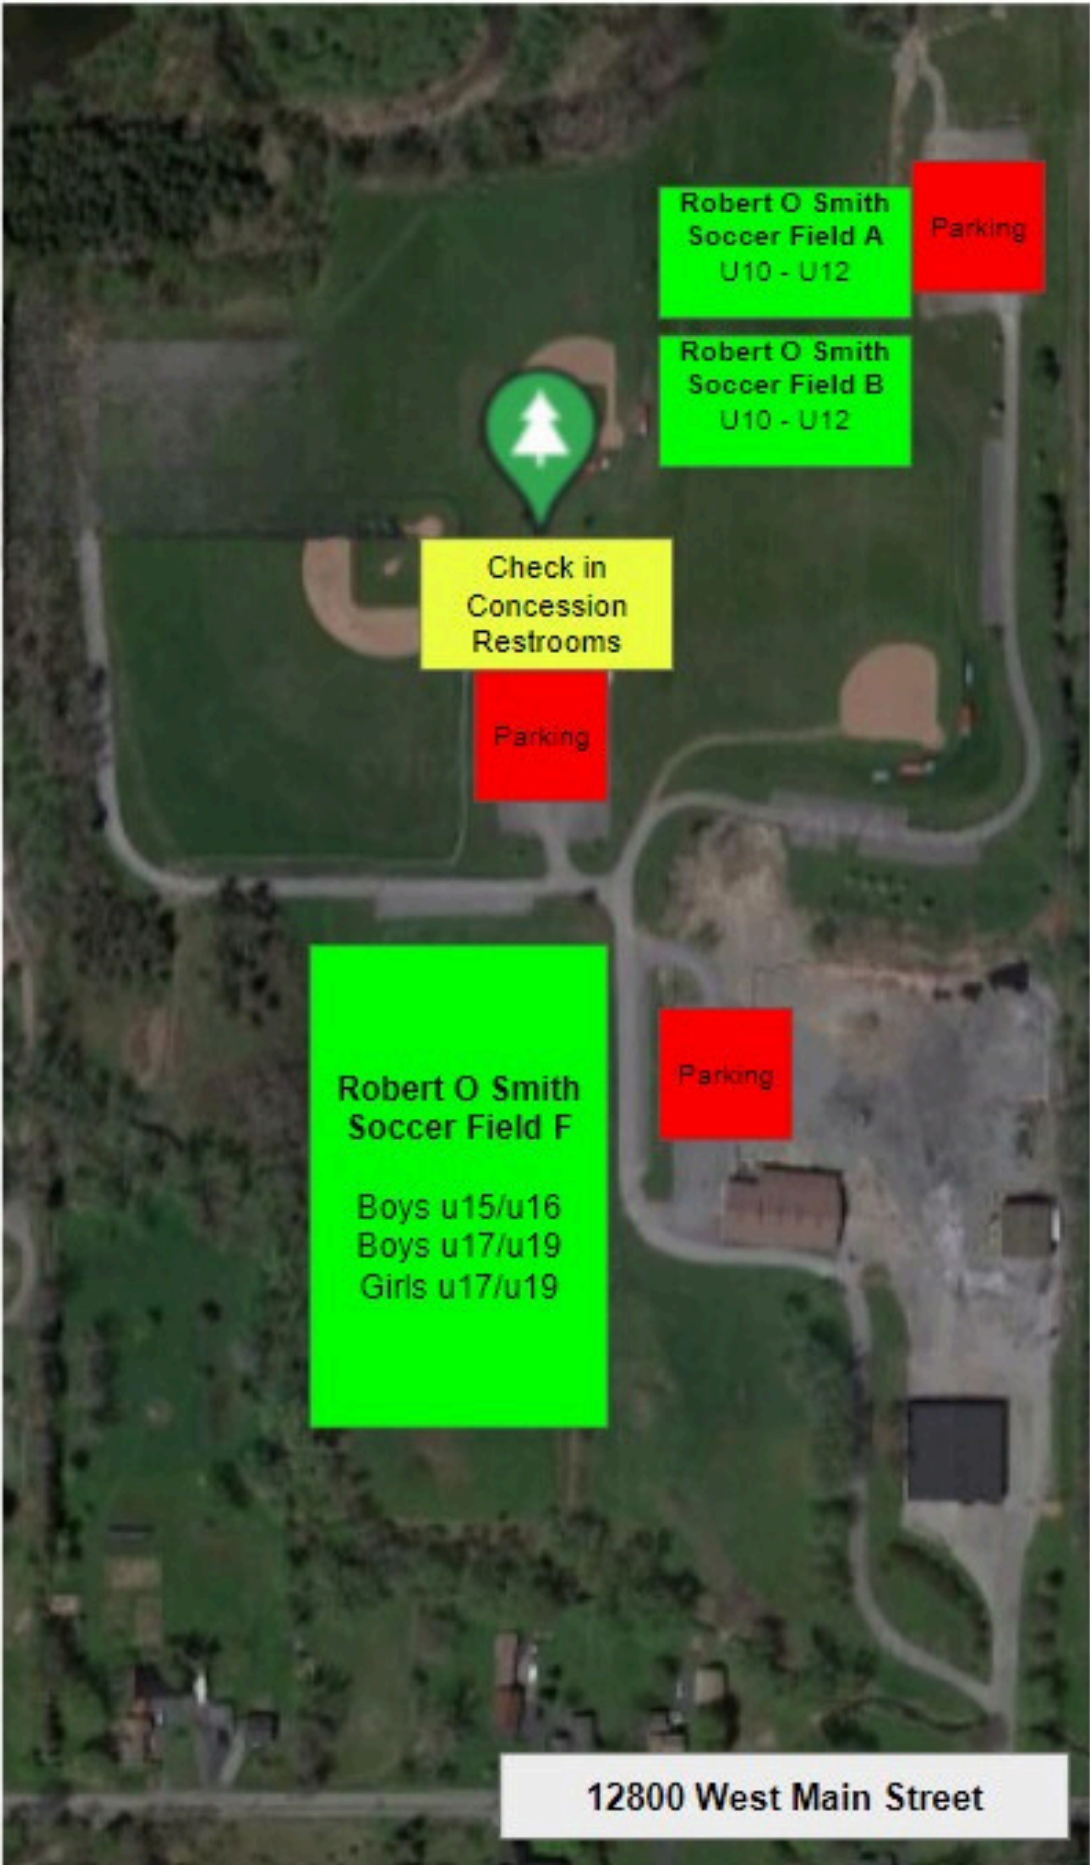 Robert O Smith
Soccer Field A
U10 - U12
Parking
Robert O Smith
Soccer Field B
U10 - U12
Check in
Concession
Restrooms
Parking
Robert O Smith
Soccer Field F
Boys u15/u16
Boys u17/u19
Girls u17/u19
Parking
12800 West Main Street